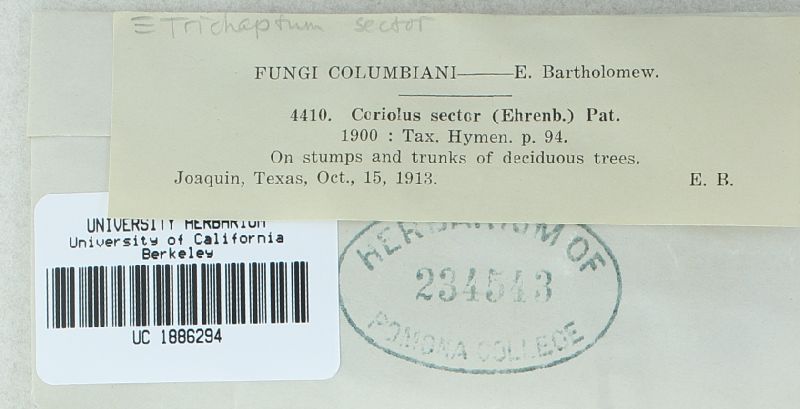 ≡ Trichaptum sector
FUNGI COLUMBIANI——E. Bartholomew.
4410. Coriolus sector (Ehrenb.) Pat.
1900 : Tax. Hymen. p. 94.
On stumps and trunks of deciduous trees.
Joaquin, Texas, Oct., 15, 1913. E. B.
UNIVERSITY HERBARIUM
University of California
Berkeley
UC 1886294
HERBARIUM OF
234543
POMONA COLLEGE